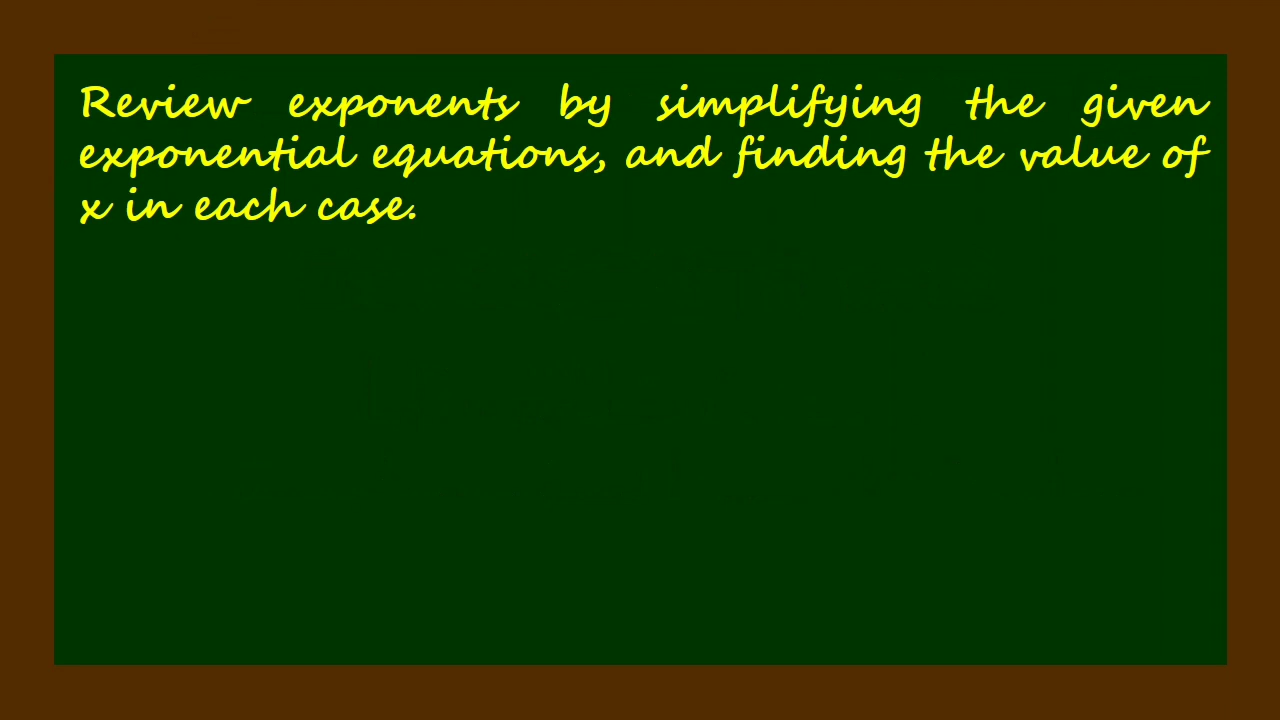 Review exponents by simplifying the given
exponential equations, and finding the value of
x in each case.